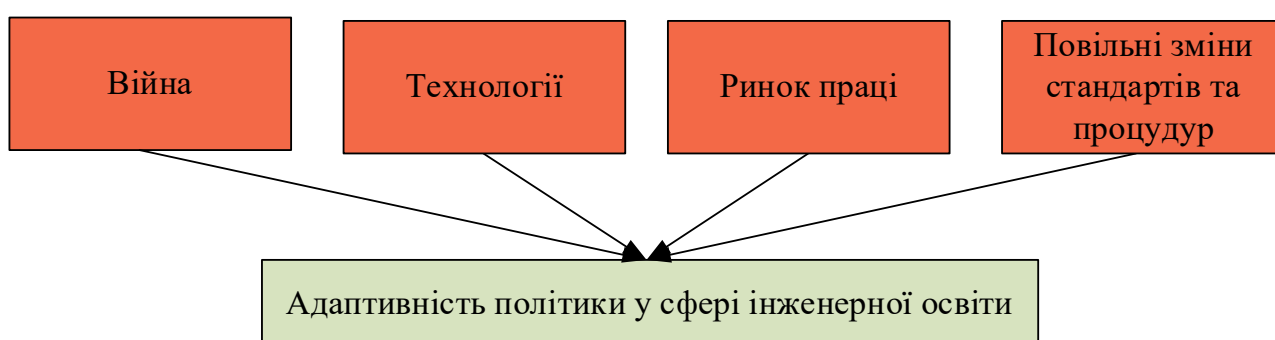 Війна
Технології
Ринок праці
Повільні зміни
стандартів та
процудур
Адаптивність політики у сфері інженерної освіти